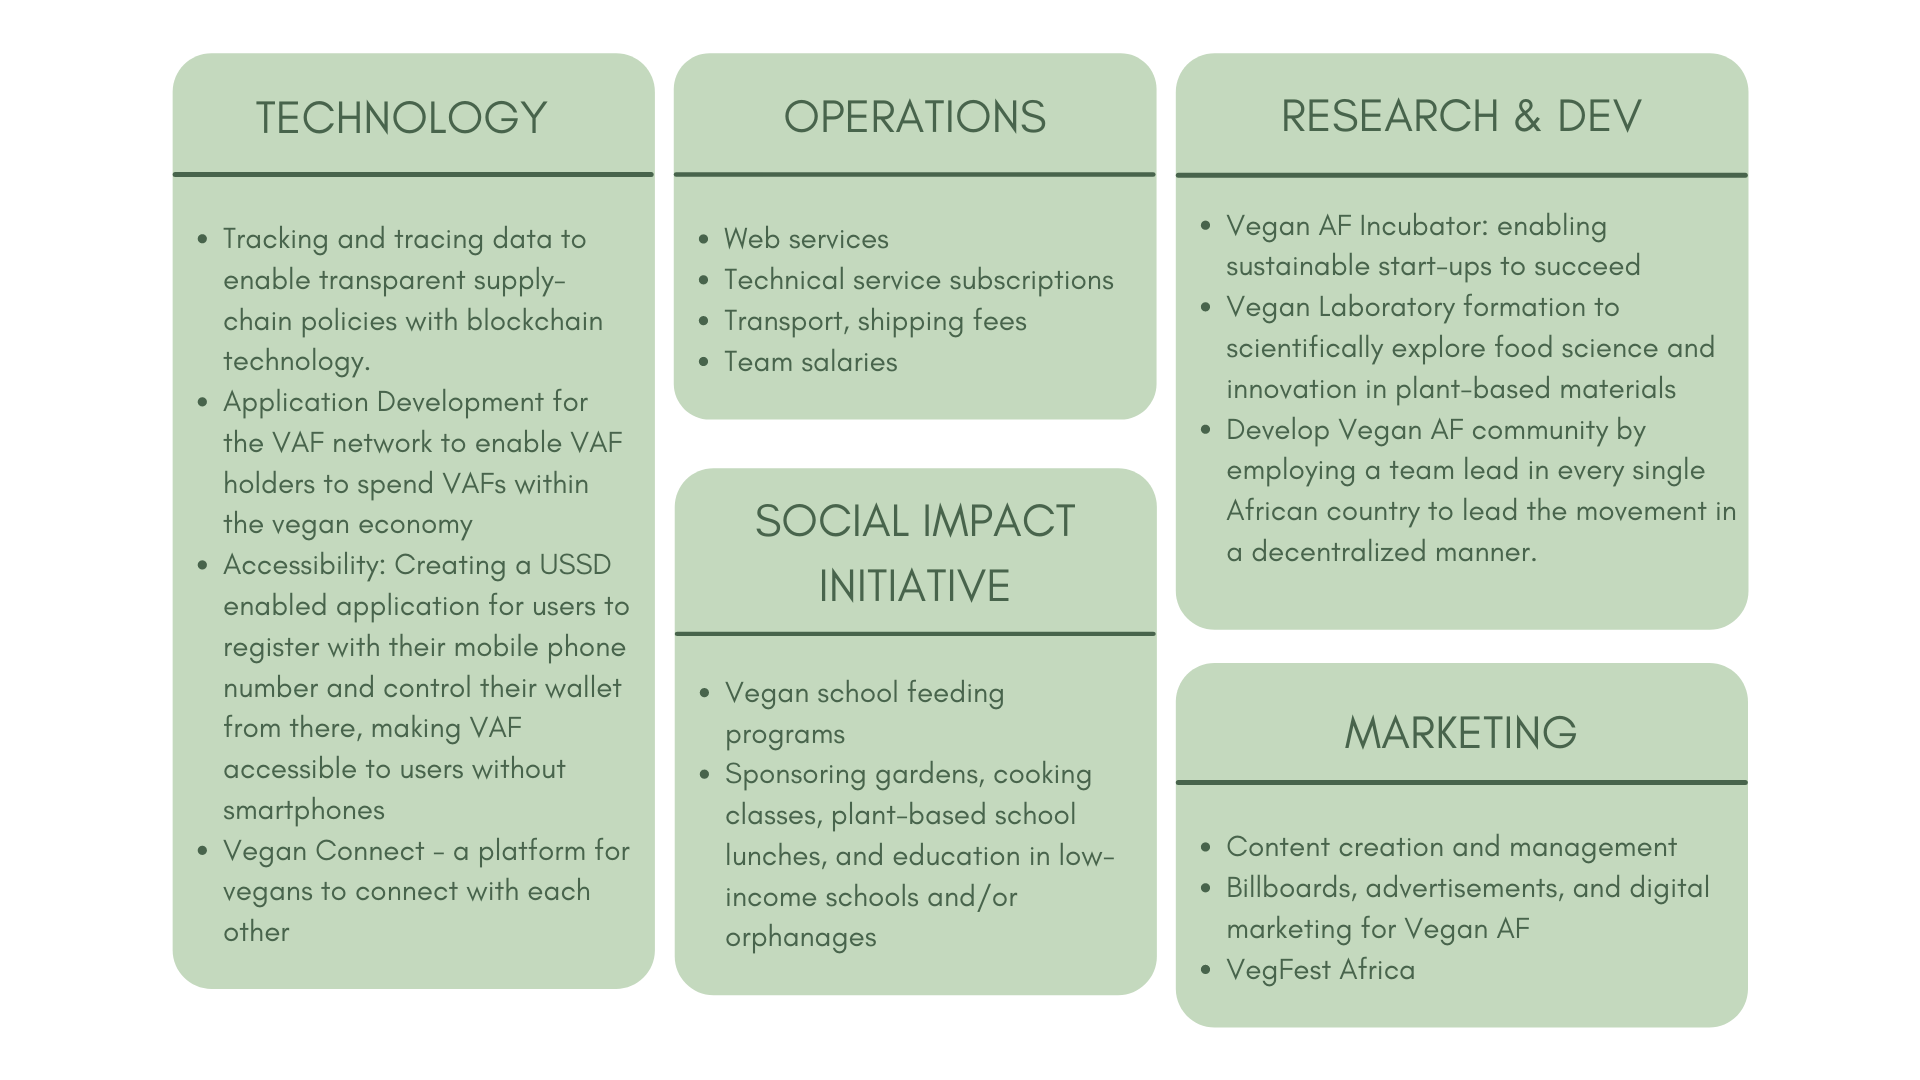 TECHNOLOGY
• Tracking and tracing data to
enable transparent supply-
chain policies with blockchain
technology.
• Application Development for
the VAF network to enable VAF
holders to spend VAFs within
the vegan economy
• Accessibility: Creating a USSD
enabled application for users to
register with their mobile phone
number and control their wallet
from there, making VAF
accessible to users without
smartphones
• Vegan Connect - a platform for
vegans to connect with each
other
OPERATIONS
• Web services
• Technical service subscriptions
• Transport, shipping fees
• Team salaries
SOCIAL IMPACT
INITIATIVE
• Vegan school feeding
programs
• Sponsoring gardens, cooking
classes, plant-based school
lunches, and education in low-
income schools and/or
orphanages
RESEARCH & DEV
• Vegan AF Incubator: enabling
sustainable start-ups to succeed
• Vegan Laboratory formation to
scientifically explore food science and
innovation in plant-based materials
• Develop Vegan AF community by
employing a team lead in every single
African country to lead the movement in
a decentralized manner.
MARKETING
• Content creation and management
• Billboards, advertisements, and digital
marketing for Vegan AF
• VegFest Africa